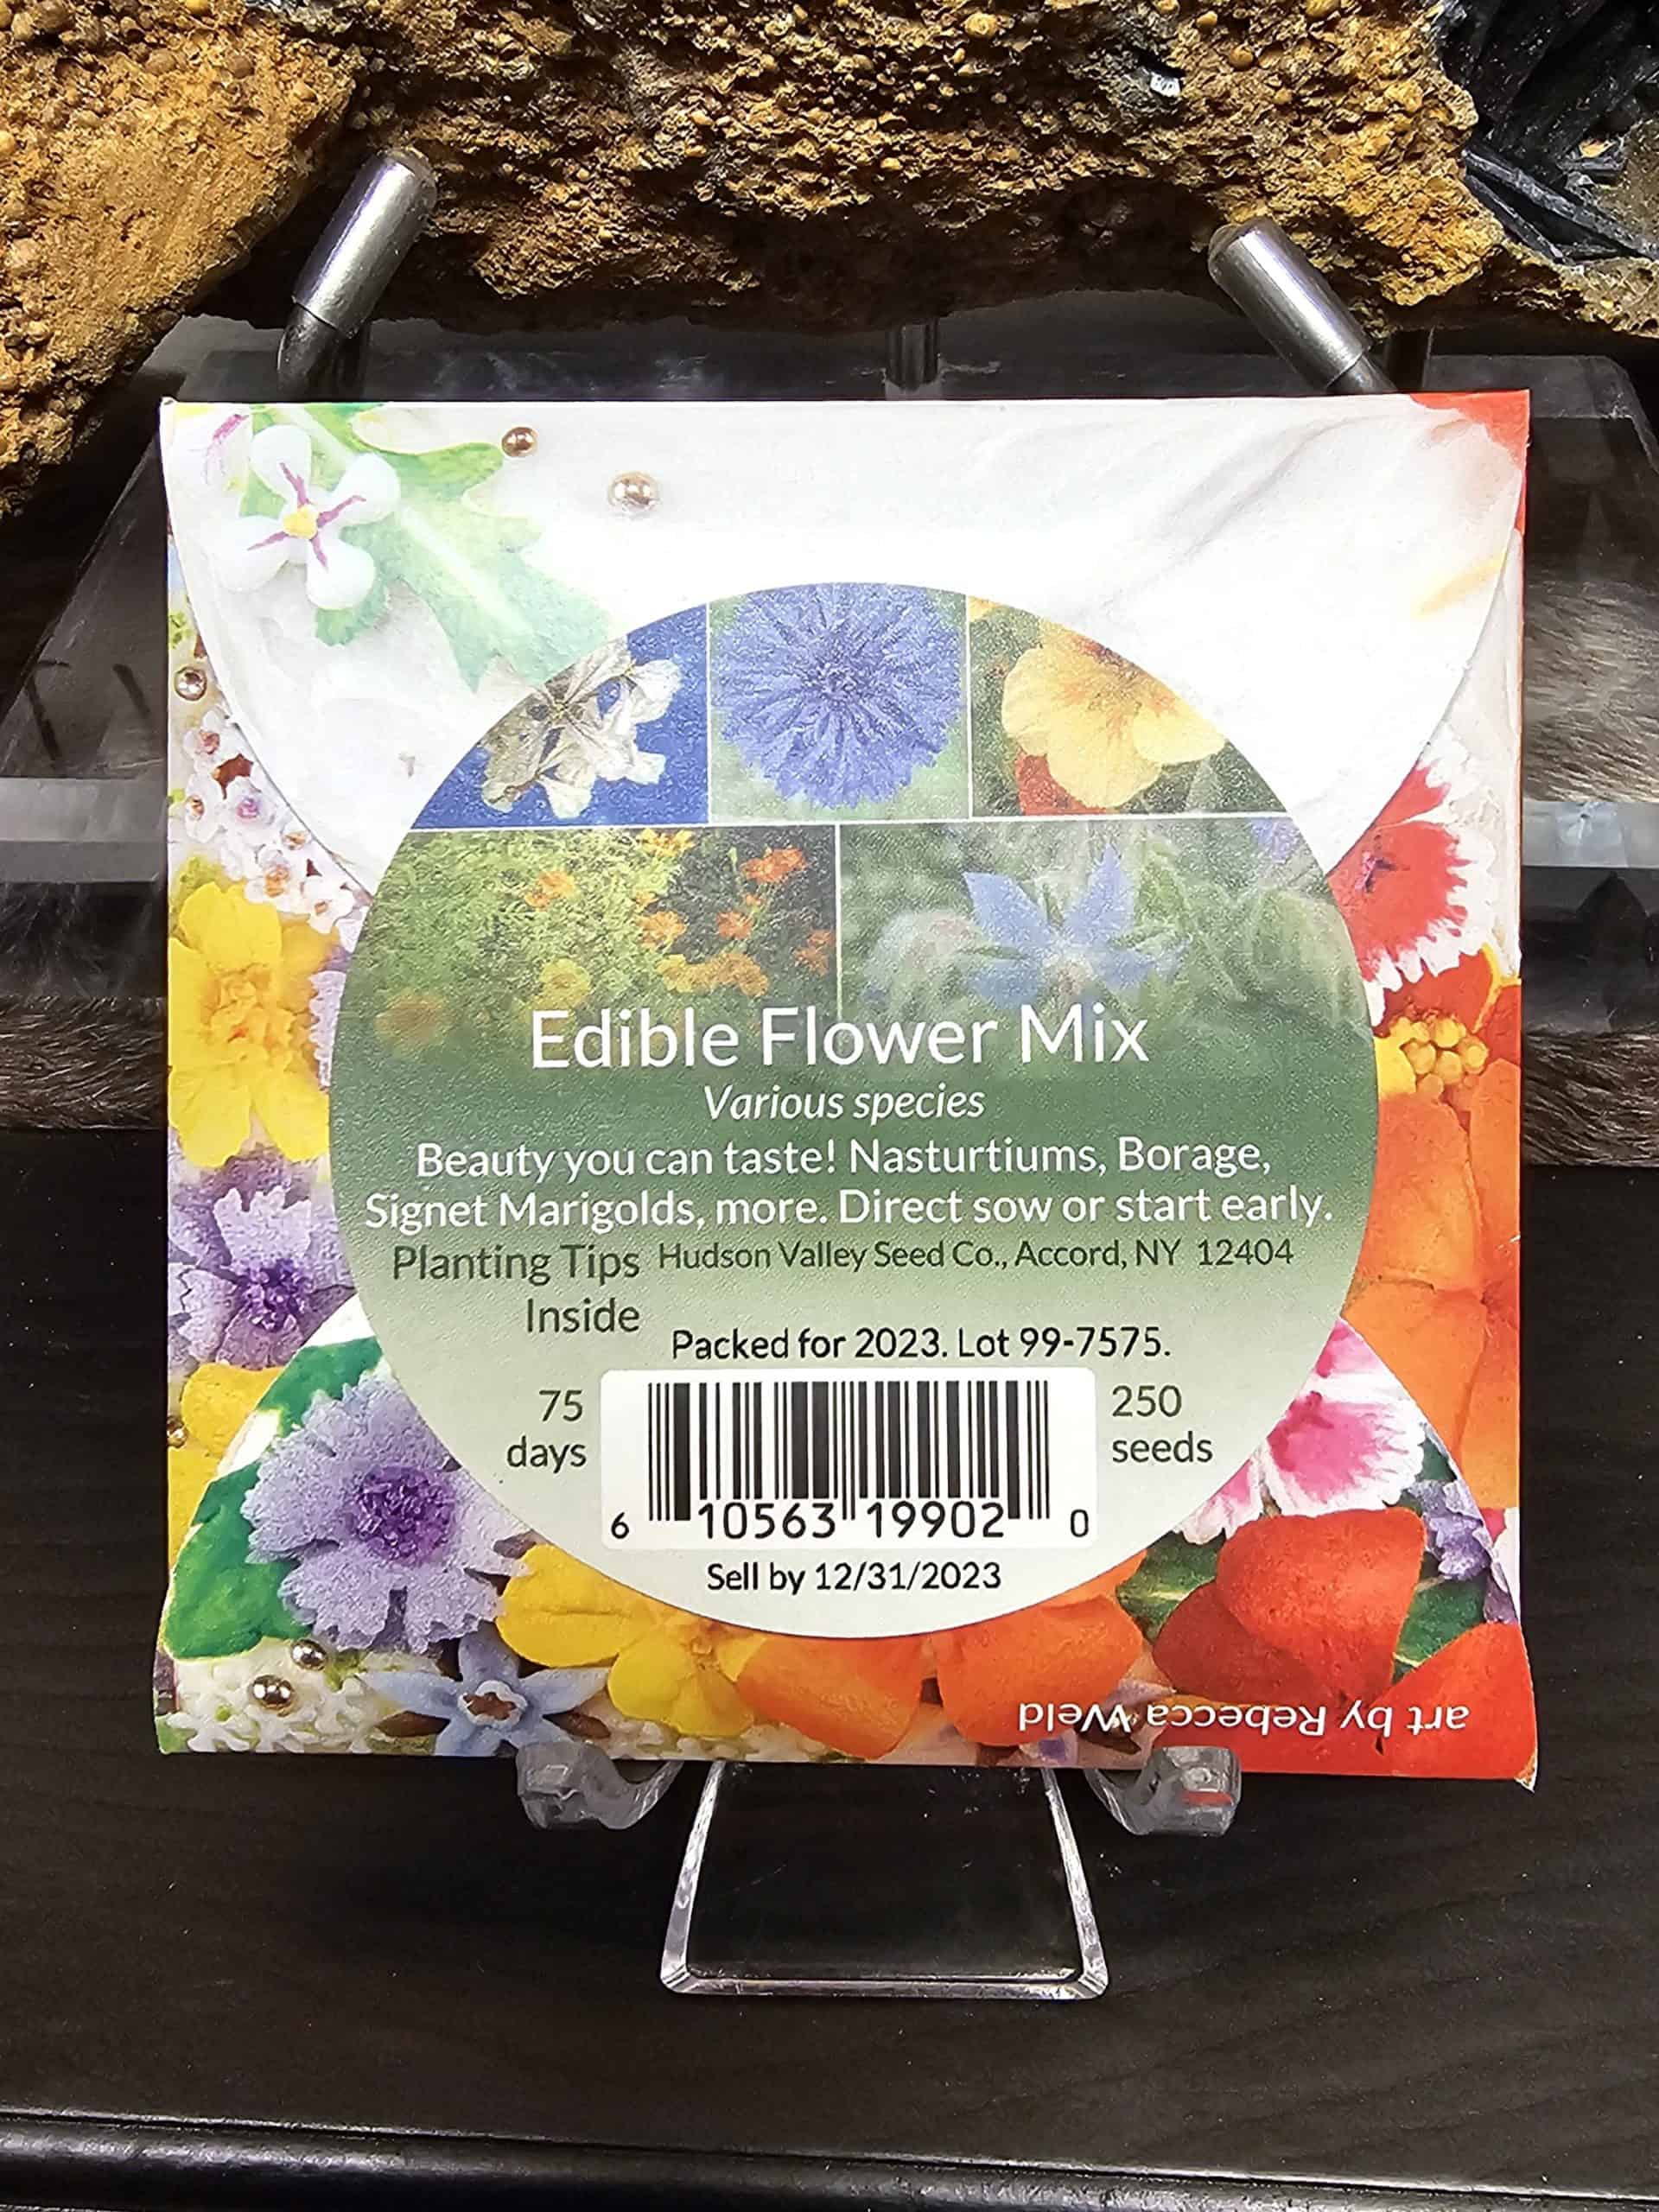 Edible Flower Mix
Various species
Beauty you can taste! Nasturtiums, Borage,
Signet Marigolds, more. Direct sow or start early.
Planting Tips
Inside
Hudson Valley Seed Co., Accord, NY 12404
Packed for 2023. Lot 99-7575.
75
days
250
seeds
6 10563 19902 0
Sell by 12/31/2023
art by Rebecca Weld